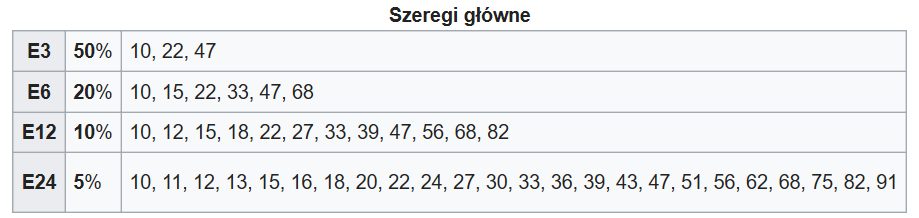 Szeregi główne
E3 50% 10, 22, 47
E6 20% 10, 15, 22, 33, 47, 68
E12 10% 10, 12, 15, 18, 22, 27, 33, 39, 47, 56, 68, 82
E24 5% 10, 11, 12, 13, 15, 16, 18, 20, 22, 24, 27, 30, 33, 36, 39, 43, 47, 51, 56, 62, 68, 75, 82, 91